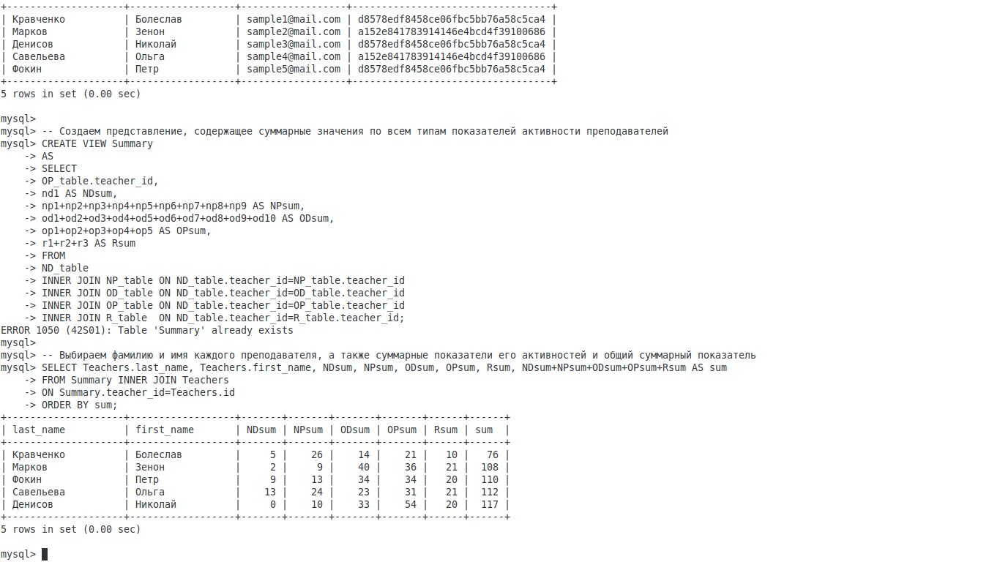 +--------------------+------------------+------------------+----------------------------------+
| Кравченко          | Болеслав         | sample1@mail.com | d8578edf8458ce06fbc5bb76a58c5ca4 |
| Марков             | Зенон            | sample2@mail.com | a152e841783914146e4bcd4f39100686 |
| Денисов            | Николай          | sample3@mail.com | d8578edf8458ce06fbc5bb76a58c5ca4 |
| Савельева          | Ольга            | sample4@mail.com | a152e841783914146e4bcd4f39100686 |
| Фокин              | Петр             | sample5@mail.com | d8578edf8458ce06fbc5bb76a58c5ca4 |
+--------------------+------------------+------------------+----------------------------------+
5 rows in set (0.00 sec)

mysql>
mysql> -- Создаем представление, содержащее суммарные значения по всем типам показателей активности преподавателей
mysql> CREATE VIEW Summary
    -> AS
    -> SELECT
    -> OP_table.teacher_id,
    -> nd1 AS NDsum,
    -> np1+np2+np3+np4+np5+np6+np7+np8+np9 AS NPsum,
    -> od1+od2+od3+od4+od5+od6+od7+od8+od9+od10 AS ODsum,
    -> op1+op2+op3+op4+op5 AS OPsum,
    -> r1+r2+r3 AS Rsum
    -> FROM
    -> ND_table
    -> INNER JOIN NP_table ON ND_table.teacher_id=NP_table.teacher_id
    -> INNER JOIN OD_table ON ND_table.teacher_id=OD_table.teacher_id
    -> INNER JOIN OP_table ON ND_table.teacher_id=OP_table.teacher_id
    -> INNER JOIN R_table  ON ND_table.teacher_id=R_table.teacher_id;
ERROR 1050 (42S01): Table 'Summary' already exists
mysql>
mysql> -- Выбираем фамилию и имя каждого преподавателя, а также суммарные показатели его активностей и общий суммарный показатель
mysql> SELECT Teachers.last_name, Teachers.first_name, NDsum, NPsum, ODsum, OPsum, Rsum, NDsum+NPsum+ODsum+OPsum+Rsum AS sum
    -> FROM Summary INNER JOIN Teachers
    -> ON Summary.teacher_id=Teachers.id
    -> ORDER BY sum;
+--------------------+------------------+-------+-------+-------+-------+------+------+
| last_name          | first_name       | NDsum | NPsum | ODsum | OPsum | Rsum | sum  |
+--------------------+------------------+-------+-------+-------+-------+------+------+
| Кравченко          | Болеслав         |     5 |    26 |    14 |    21 |   10 |   76 |
| Марков             | Зенон            |     2 |     9 |    40 |    36 |   21 |  108 |
| Фокин              | Петр             |     9 |    13 |    34 |    34 |   20 |  110 |
| Савельева          | Ольга            |    13 |    24 |    23 |    31 |   21 |  112 |
| Денисов            | Николай          |     0 |    10 |    33 |    54 |   20 |  117 |
+--------------------+------------------+-------+-------+-------+-------+------+------+
5 rows in set (0.00 sec)

mysql>